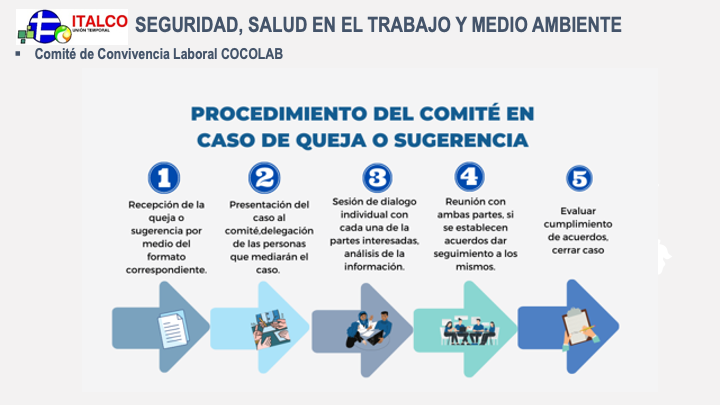 ITALCO
UNIÓN TEMPORAL
SEGURIDAD, SALUD EN EL TRABAJO Y MEDIO AMBIENTE
▪ Comité de Convivencia Laboral COCOLAB
PROCEDIMIENTO DEL COMITÉ EN
CASO DE QUEJA O SUGERENCIA
1
Recepción de la
queja o
sugerencia por
medio del
formato
correspondiente.
2
Presentación del
caso al
comité,delegación
de las personas
que mediarán el
caso.
3
Sesión de dialogo
individual con
cada una de la
partes interesadas,
análisis de la
información.
4
Reunión con
ambas partes, si
se establecen
acuerdos dar
seguimiento a los
mismos.
5
Evaluar
cumplimiento
de acuerdos,
cerrar caso